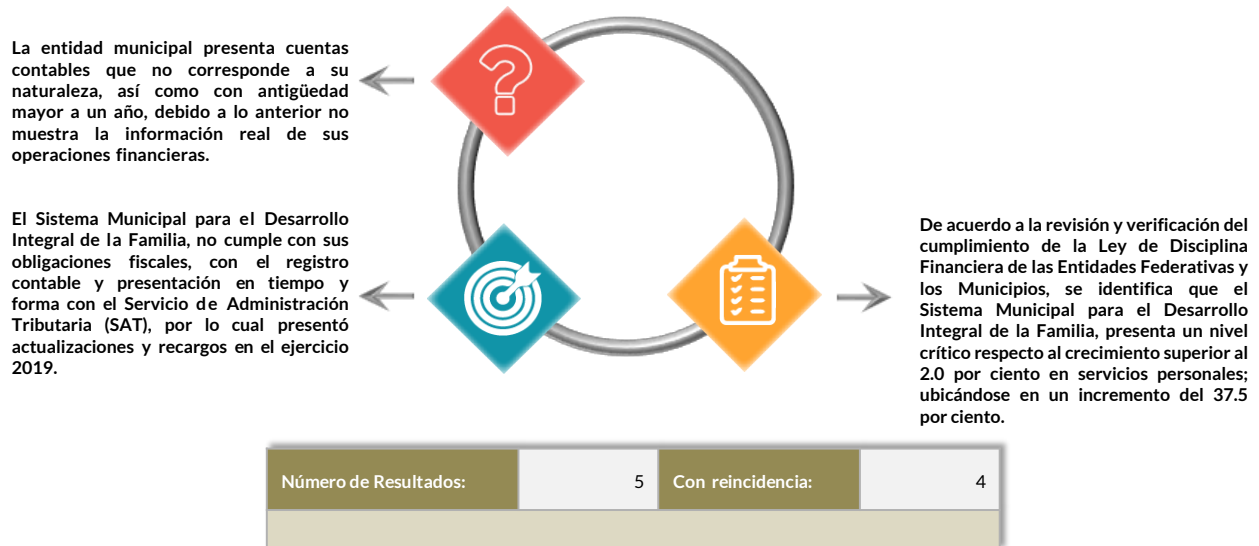 La entidad municipal presenta cuentas
contables que no corresponde a su
naturaleza, así como con antigüedad
mayor a un año, debido a lo anterior no
muestra la información real de sus
operaciones financieras.
El Sistema Municipal para el Desarrollo
Integral de la Familia, no cumple con sus
obligaciones fiscales, con el registro
contable y presentación en tiempo y
forma con el Servicio de Administración
Tributaria (SAT), por lo cual presentó
actualizaciones y recargos en el ejercicio
2019.
De acuerdo a la revisión y verificación del
cumplimiento de la Ley de Disciplina
Financiera de las Entidades Federativas y
los Municipios, se identifica que el
Sistema Municipal para el Desarrollo
Integral de la Familia, presenta un nivel
crítico respecto al crecimiento superior al
2.0 por ciento en servicios personales;
ubicándose en un incremento del 37.5
por ciento.
Número de Resultados: 5 Con reincidencia: 4